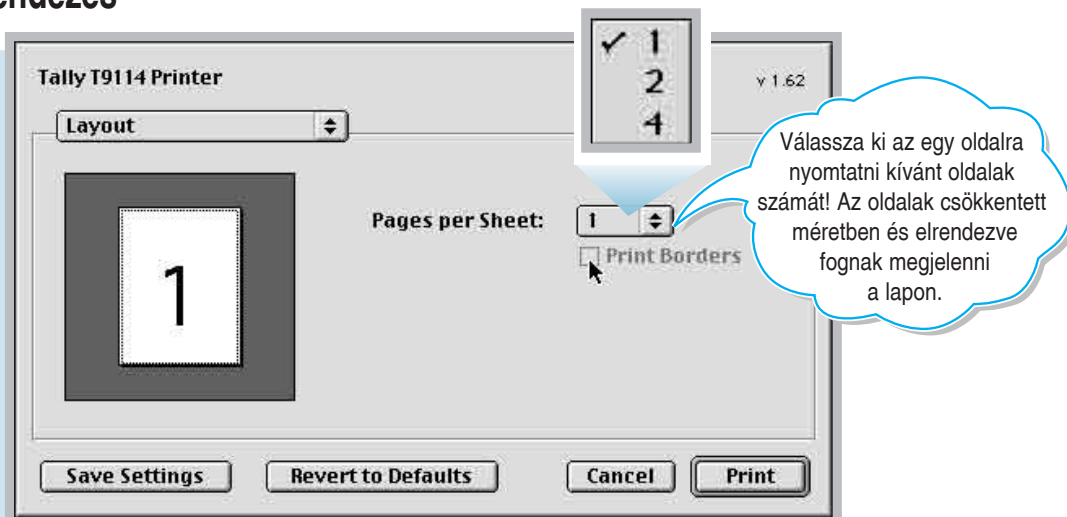 ✓ 1
2
4
Tally T9114 Printer
v 1.62
Layout
Válassza ki az egy oldalra
nyomtatni kívánt oldalak
számát! Az oldalak csökkentett
méretben és elrendezve
fognak megjelenni
a lapon.
Pages per Sheet:
1
Print Borders
1
Save Settings
Revert to Defaults
Cancel
Print